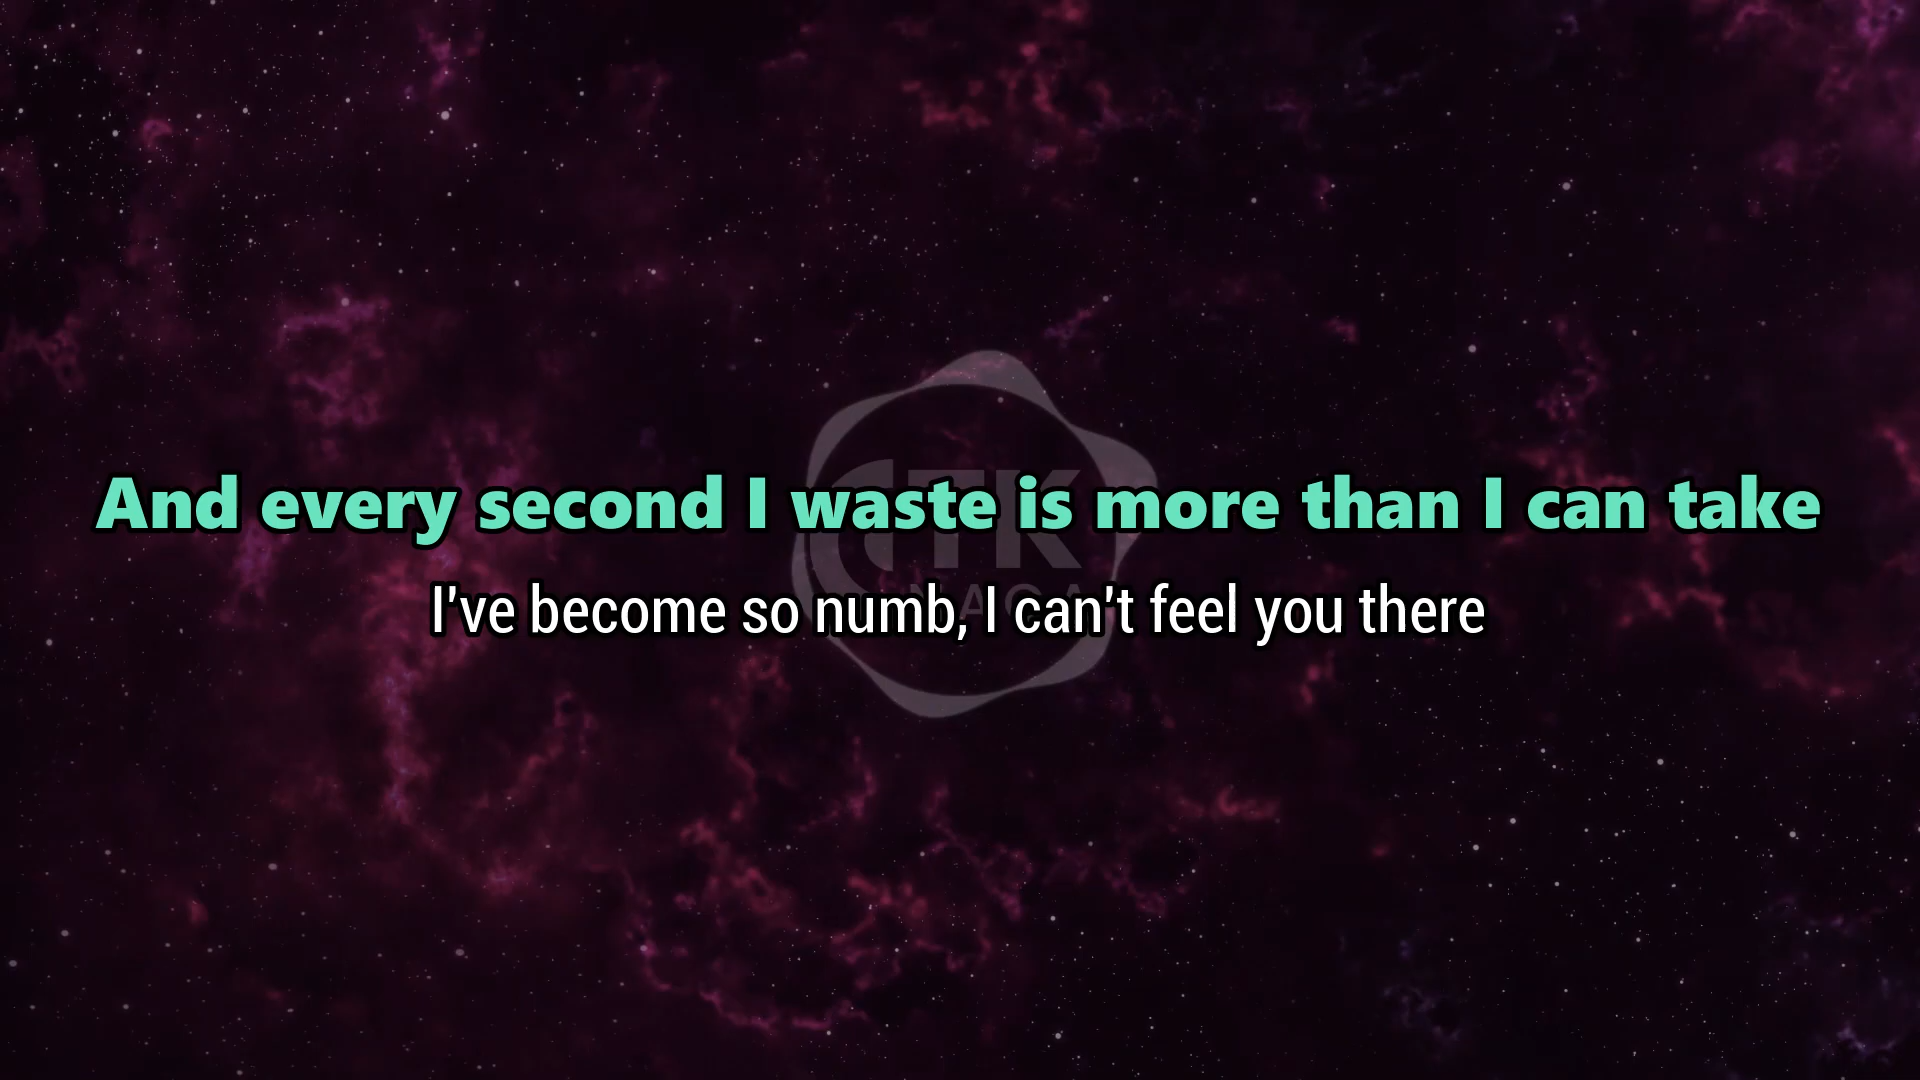 And every second I waste is more than I can take
I've become so numb, I can't feel you there